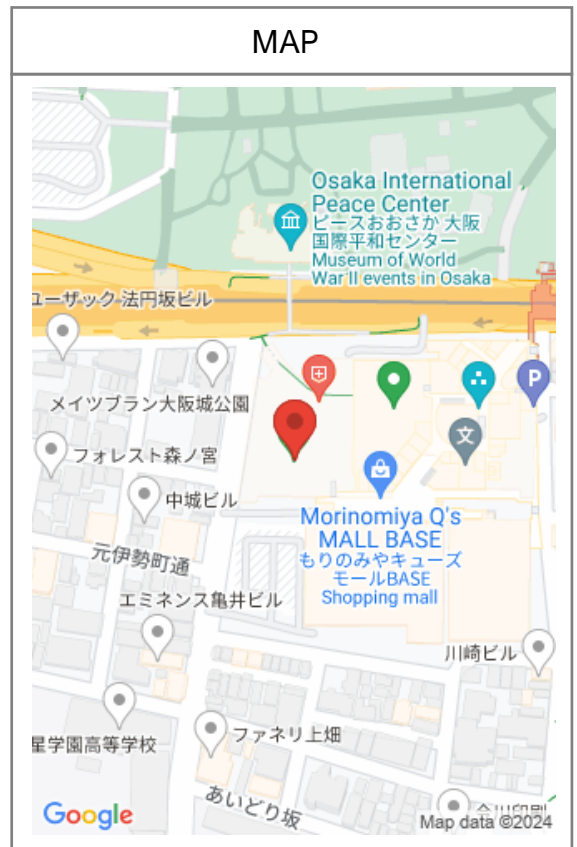 MAP
Osaka International
Peace Center
ピースおおさか 大阪
国際平和センター
Museum of World
War II events in Osaka
ユーザック 法円坂ビル
メイツブラン大阪城公園
P
文
フォレスト森ノ宮
中城ビル
Morinomiya Q's
MALL BASE
もりのみやキューズ
モールBASE
Shopping mall
元伊勢町通
エミネンス亀井ビル
川崎ビル
星学園高等学校
ファネリ上畑
あいどり坂
Google
Map data ©2024